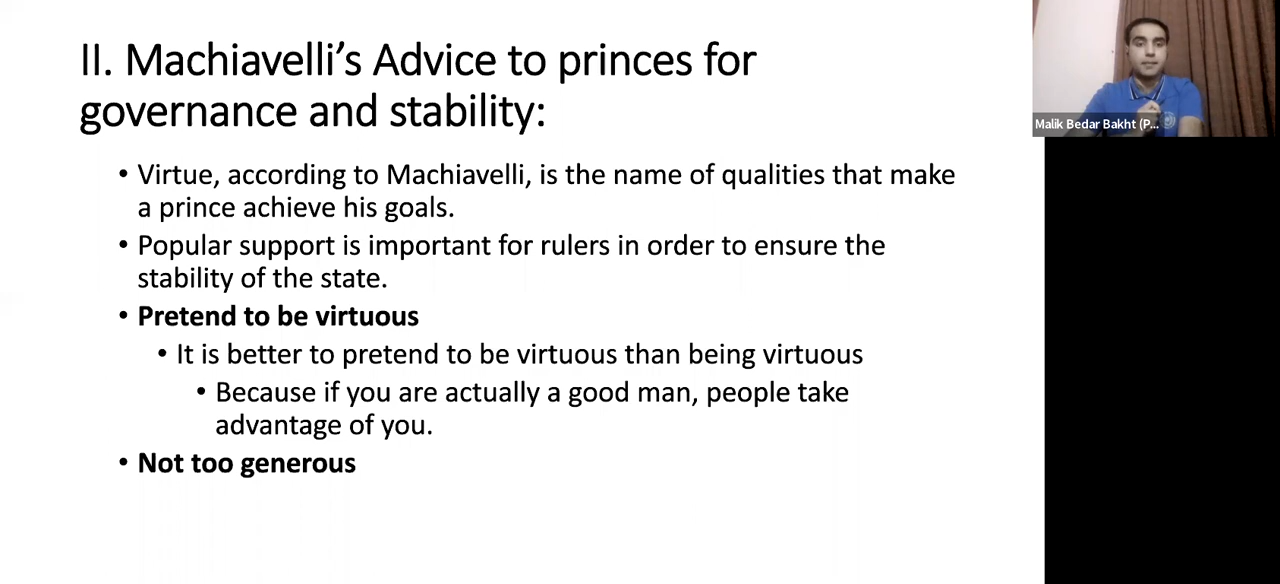 II. Machiavelli’s Advice to princes for
governance and stability:
• Virtue, according to Machiavelli, is the name of qualities that make
a prince achieve his goals.
• Popular support is important for rulers in order to ensure the
stability of the state.
• Pretend to be virtuous
• It is better to pretend to be virtuous than being virtuous
• Because if you are actually a good man, people take
advantage of you.
• Not too generous
Malik Bedar Bakht (P...